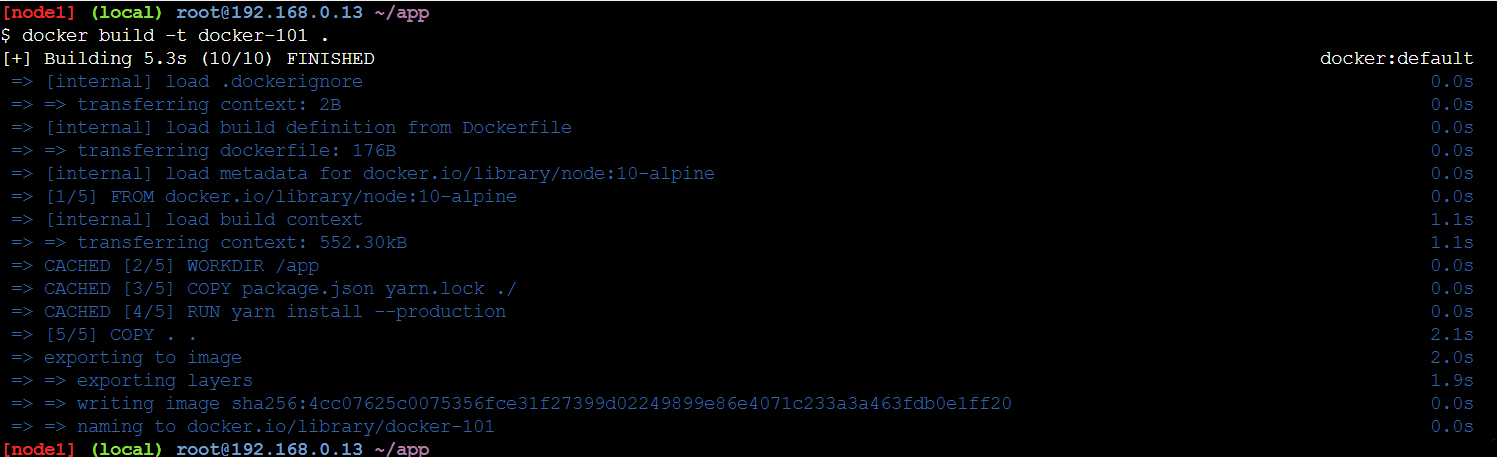 [node1] (local) root@192.168.0.13 ~/app
$ docker build -t docker-101 .
[+] Building 5.3s (10/10) FINISHED docker:default
=> [internal] load .dockerignore 0.0s
=> => transferring context: 2B 0.0s
=> [internal] load build definition from Dockerfile 0.0s
=> => transferring dockerfile: 176B 0.0s
=> [internal] load metadata for docker.io/library/node:10-alpine 0.0s
=> [1/5] FROM docker.io/library/node:10-alpine 0.0s
=> [internal] load build context 1.1s
=> => transferring context: 552.30kB 1.1s
=> CACHED [2/5] WORKDIR /app 0.0s
=> CACHED [3/5] COPY package.json yarn.lock ./ 0.0s
=> CACHED [4/5] RUN yarn install --production 0.0s
=> [5/5] COPY . . 2.1s
=> exporting to image 2.0s
=> => exporting layers 1.9s
=> => writing image sha256:4cc07625c0075356fce31f27399d02249899e86e4071c233a3a463fdb0e1ff20 0.0s
=> => naming to docker.io/library/docker-101 0.0s
[node1] (local) root@192.168.0.13 ~/app